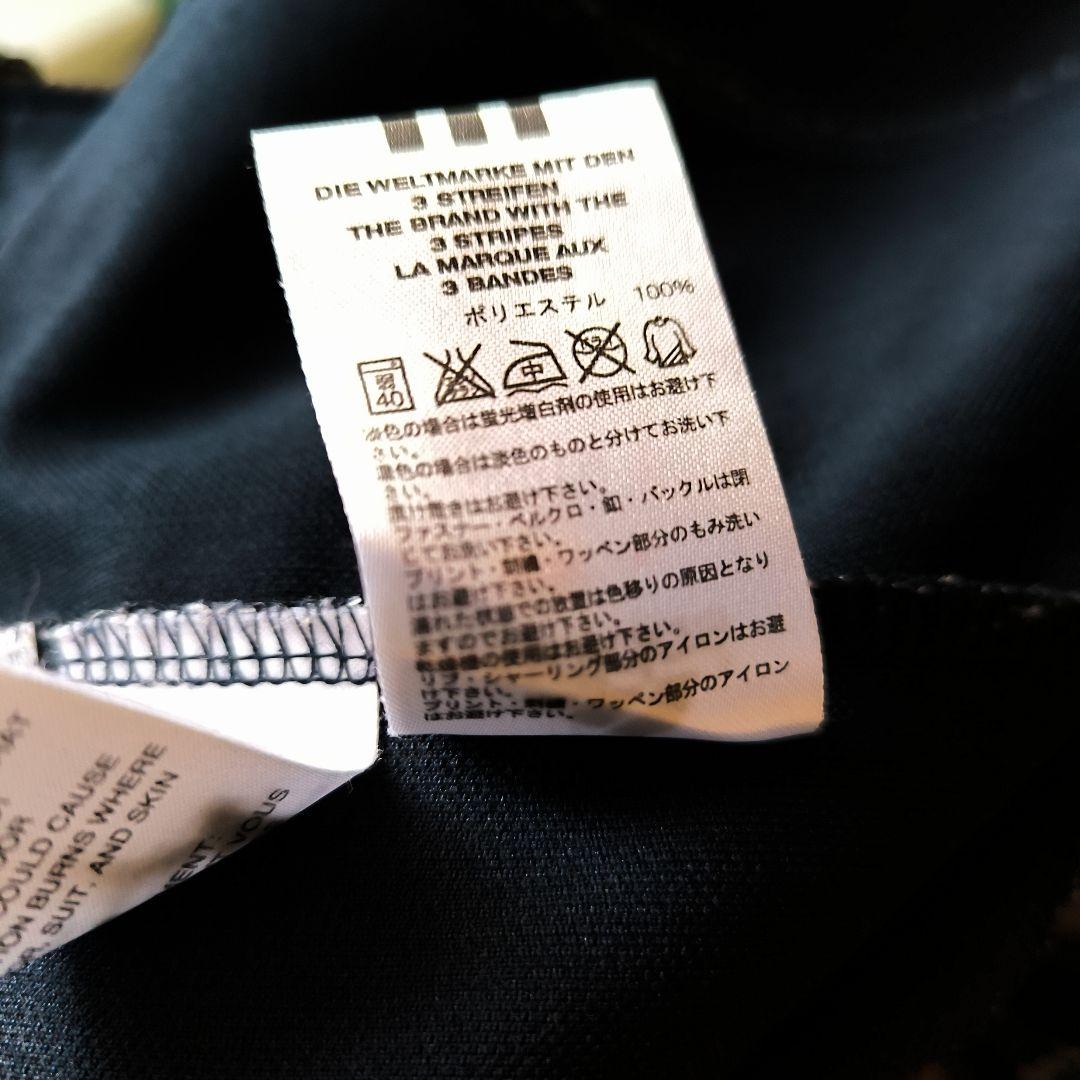 DIE WELTMARKE MIT DEN
3 STREIFEN
THE BRAND WITH THE
3 STRIPES
LA MARQUE AUX
3 BANDES
ポリエステル 100%
弱
40
中
淡色の場合は蛍光増白剤の使用はお避け下
さい。
濃色の場合は淡色のものと分けてお洗い下
さい。
漬け置きはお避け下さい。
ファスナー・ベルクロ・釦・バックルは閉
じてお洗い下さい。
プリント・刺繍・ワッペン部分のもみ洗い
はお避け下さい。
濡れた状態での放置は色移りの原因となり
ますのでお避け下さい。
乾燥機の使用はお避け下さい。
リブ・シャーリング部分のアイロンはお避
け下さい。
プリント・刺繍・ワッペン部分のアイロン
はお避け下さい。
COULD CAUSE
BURNS WHERE
SUIT, AND SKIN
VOUS